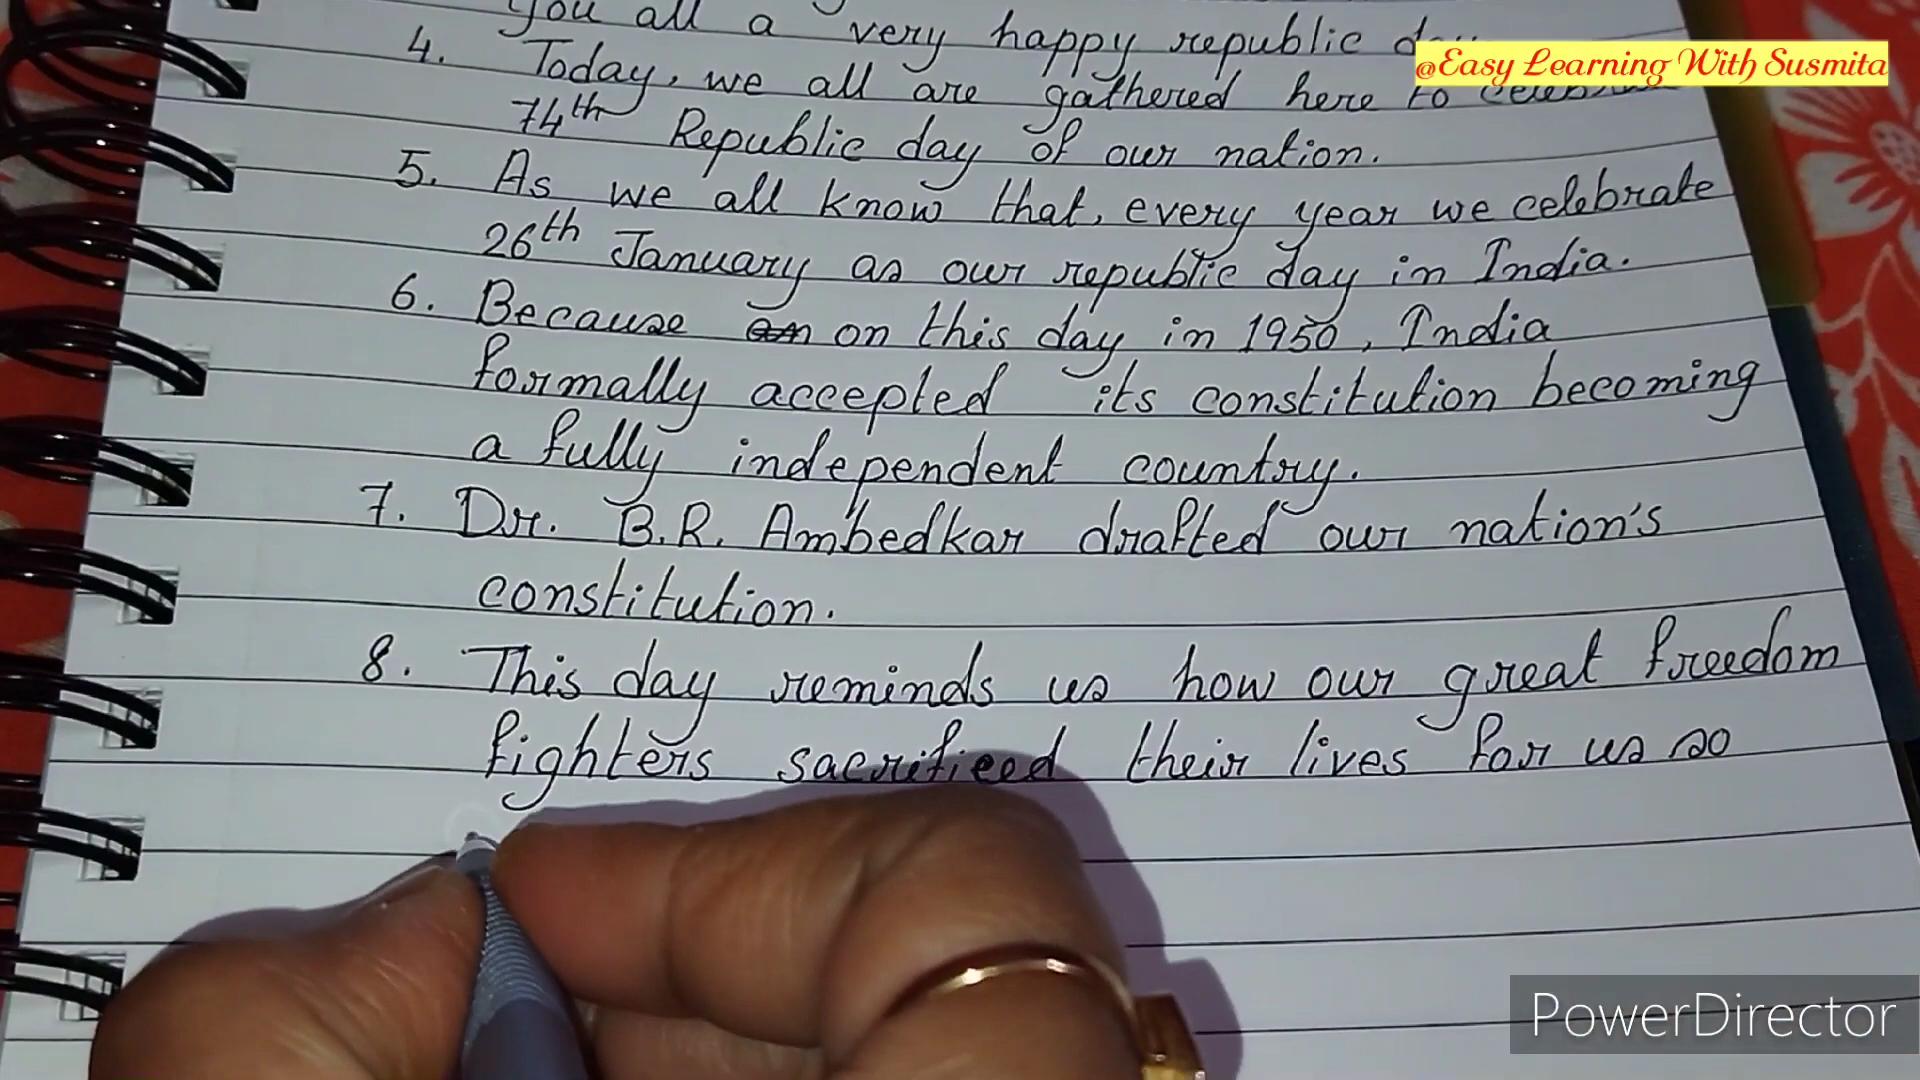 you all a very happy republic
@Easy Learning With Susmita
4. Today, we all are gathered here to
74th Republic day of our nation.
5. As we all know that, every year we celebrate
26th January as our republic day in India.
6. Because on on this day in 1950, India
formally accepted its constitution becoming
a fully independent country.
7. Dr. B.R. Ambedkar drafted our nation's
constitution.
8. This day reminds us how our great freedom
fighters sacrificed their lives for us so
PowerDirector